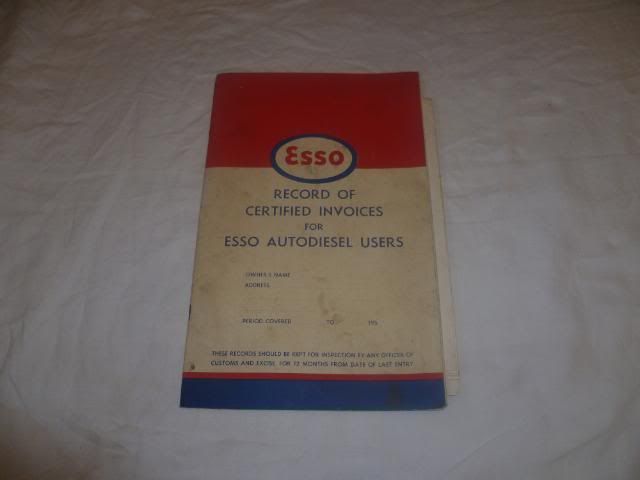 Esso
RECORD OF
CERTIFIED INVOICES
FOR
ESSO AUTODIESEL USERS
OWNER'S NAME
ADDRESS
PERIOD COVERED TO 195
THESE RECORDS SHOULD BE KEPT FOR INSPECTION BY ANY OFFICER OF
CUSTOMS AND EXCISE FOR 12 MONTHS FROM DATE OF LAST ENTRY